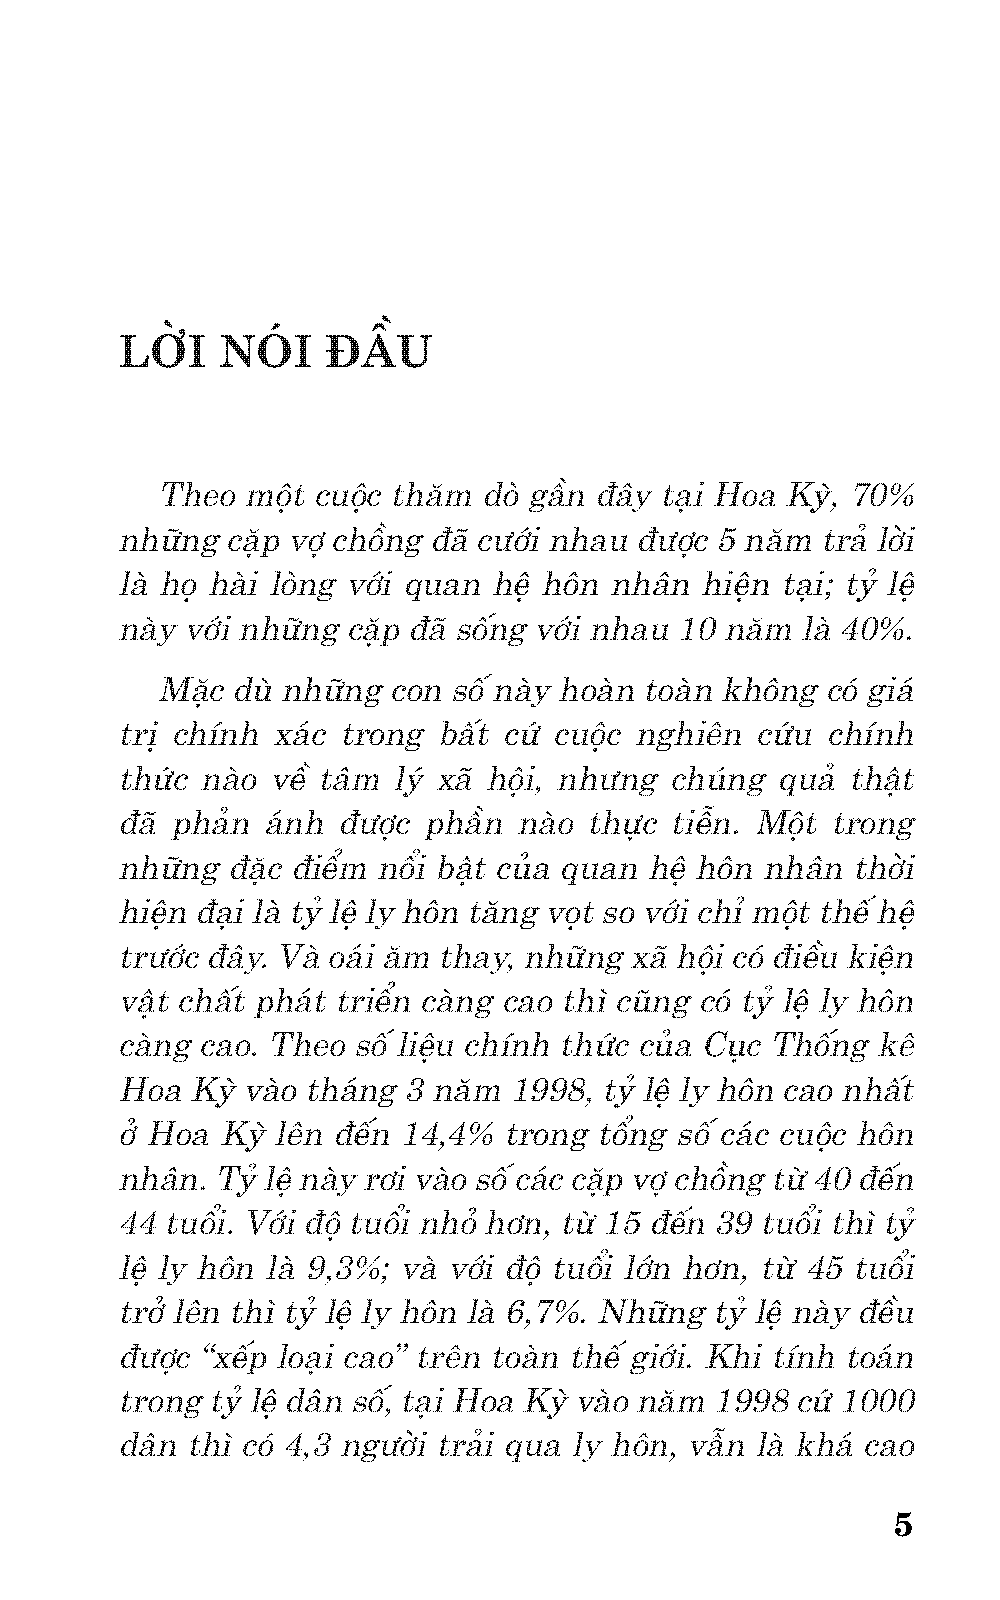 LỜI NÓI ĐẦU
Theo một cuộc thăm dò gần đây tại Hoa Kỳ, 70%
những cặp vợ chồng đã cưới nhau được 5 năm trả lời
là họ hài lòng với quan hệ hôn nhân hiện tại; tỷ lệ
này với những cặp đã sống với nhau 10 năm là 40%.
Mặc dù những con số này hoàn toàn không có giá
trị chính xác trong bất cứ cuộc nghiên cứu chính
thức nào về tâm lý xã hội, nhưng chúng quả thật
đã phản ánh được phần nào thực tiễn. Một trong
những đặc điểm nổi bật của quan hệ hôn nhân thời
hiện đại là tỷ lệ ly hôn tăng vọt so với chỉ một thế hệ
trước đây. Và oái ăm thay, những xã hội có điều kiện
vật chất phát triển càng cao thì cũng có tỷ lệ ly hôn
càng cao. Theo số liệu chính thức của Cục Thống kê
Hoa Kỳ vào tháng 3 năm 1998, tỷ lệ ly hôn cao nhất
ở Hoa Kỳ lên đến 14,4% trong tổng số các cuộc hôn
nhân. Tỷ lệ này rơi vào số các cặp vợ chồng từ 40 đến
44 tuổi. Với độ tuổi nhỏ hơn, từ 15 đến 39 tuổi thì tỷ
lệ ly hôn là 9,3%; và với độ tuổi lớn hơn, từ 45 tuổi
trở lên thì tỷ lệ ly hôn là 6,7%. Những tỷ lệ này đều
được “xếp loại cao” trên toàn thế giới. Khi tính toán
trong tỷ lệ dân số, tại Hoa Kỳ vào năm 1998 cứ 1000
dân thì có 4,3 người trải qua ly hôn, vẫn là khá cao
5